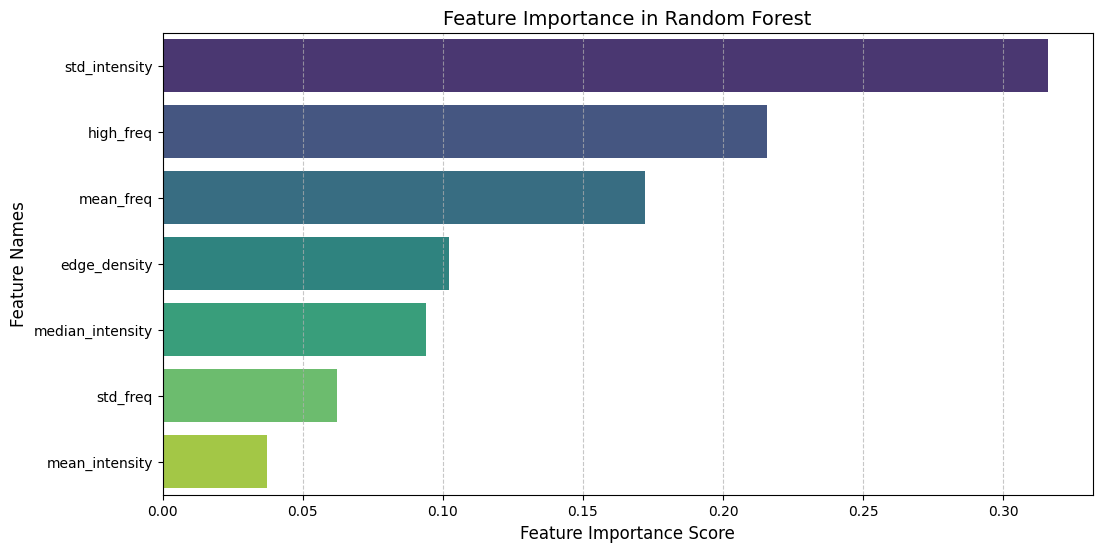 Feature Importance in Random Forest
Feature Names
std_intensity
high_freq
mean_freq
edge_density
median_intensity
std_freq
mean_intensity
0.00 0.05 0.10 0.15 0.20 0.25 0.30
Feature Importance Score